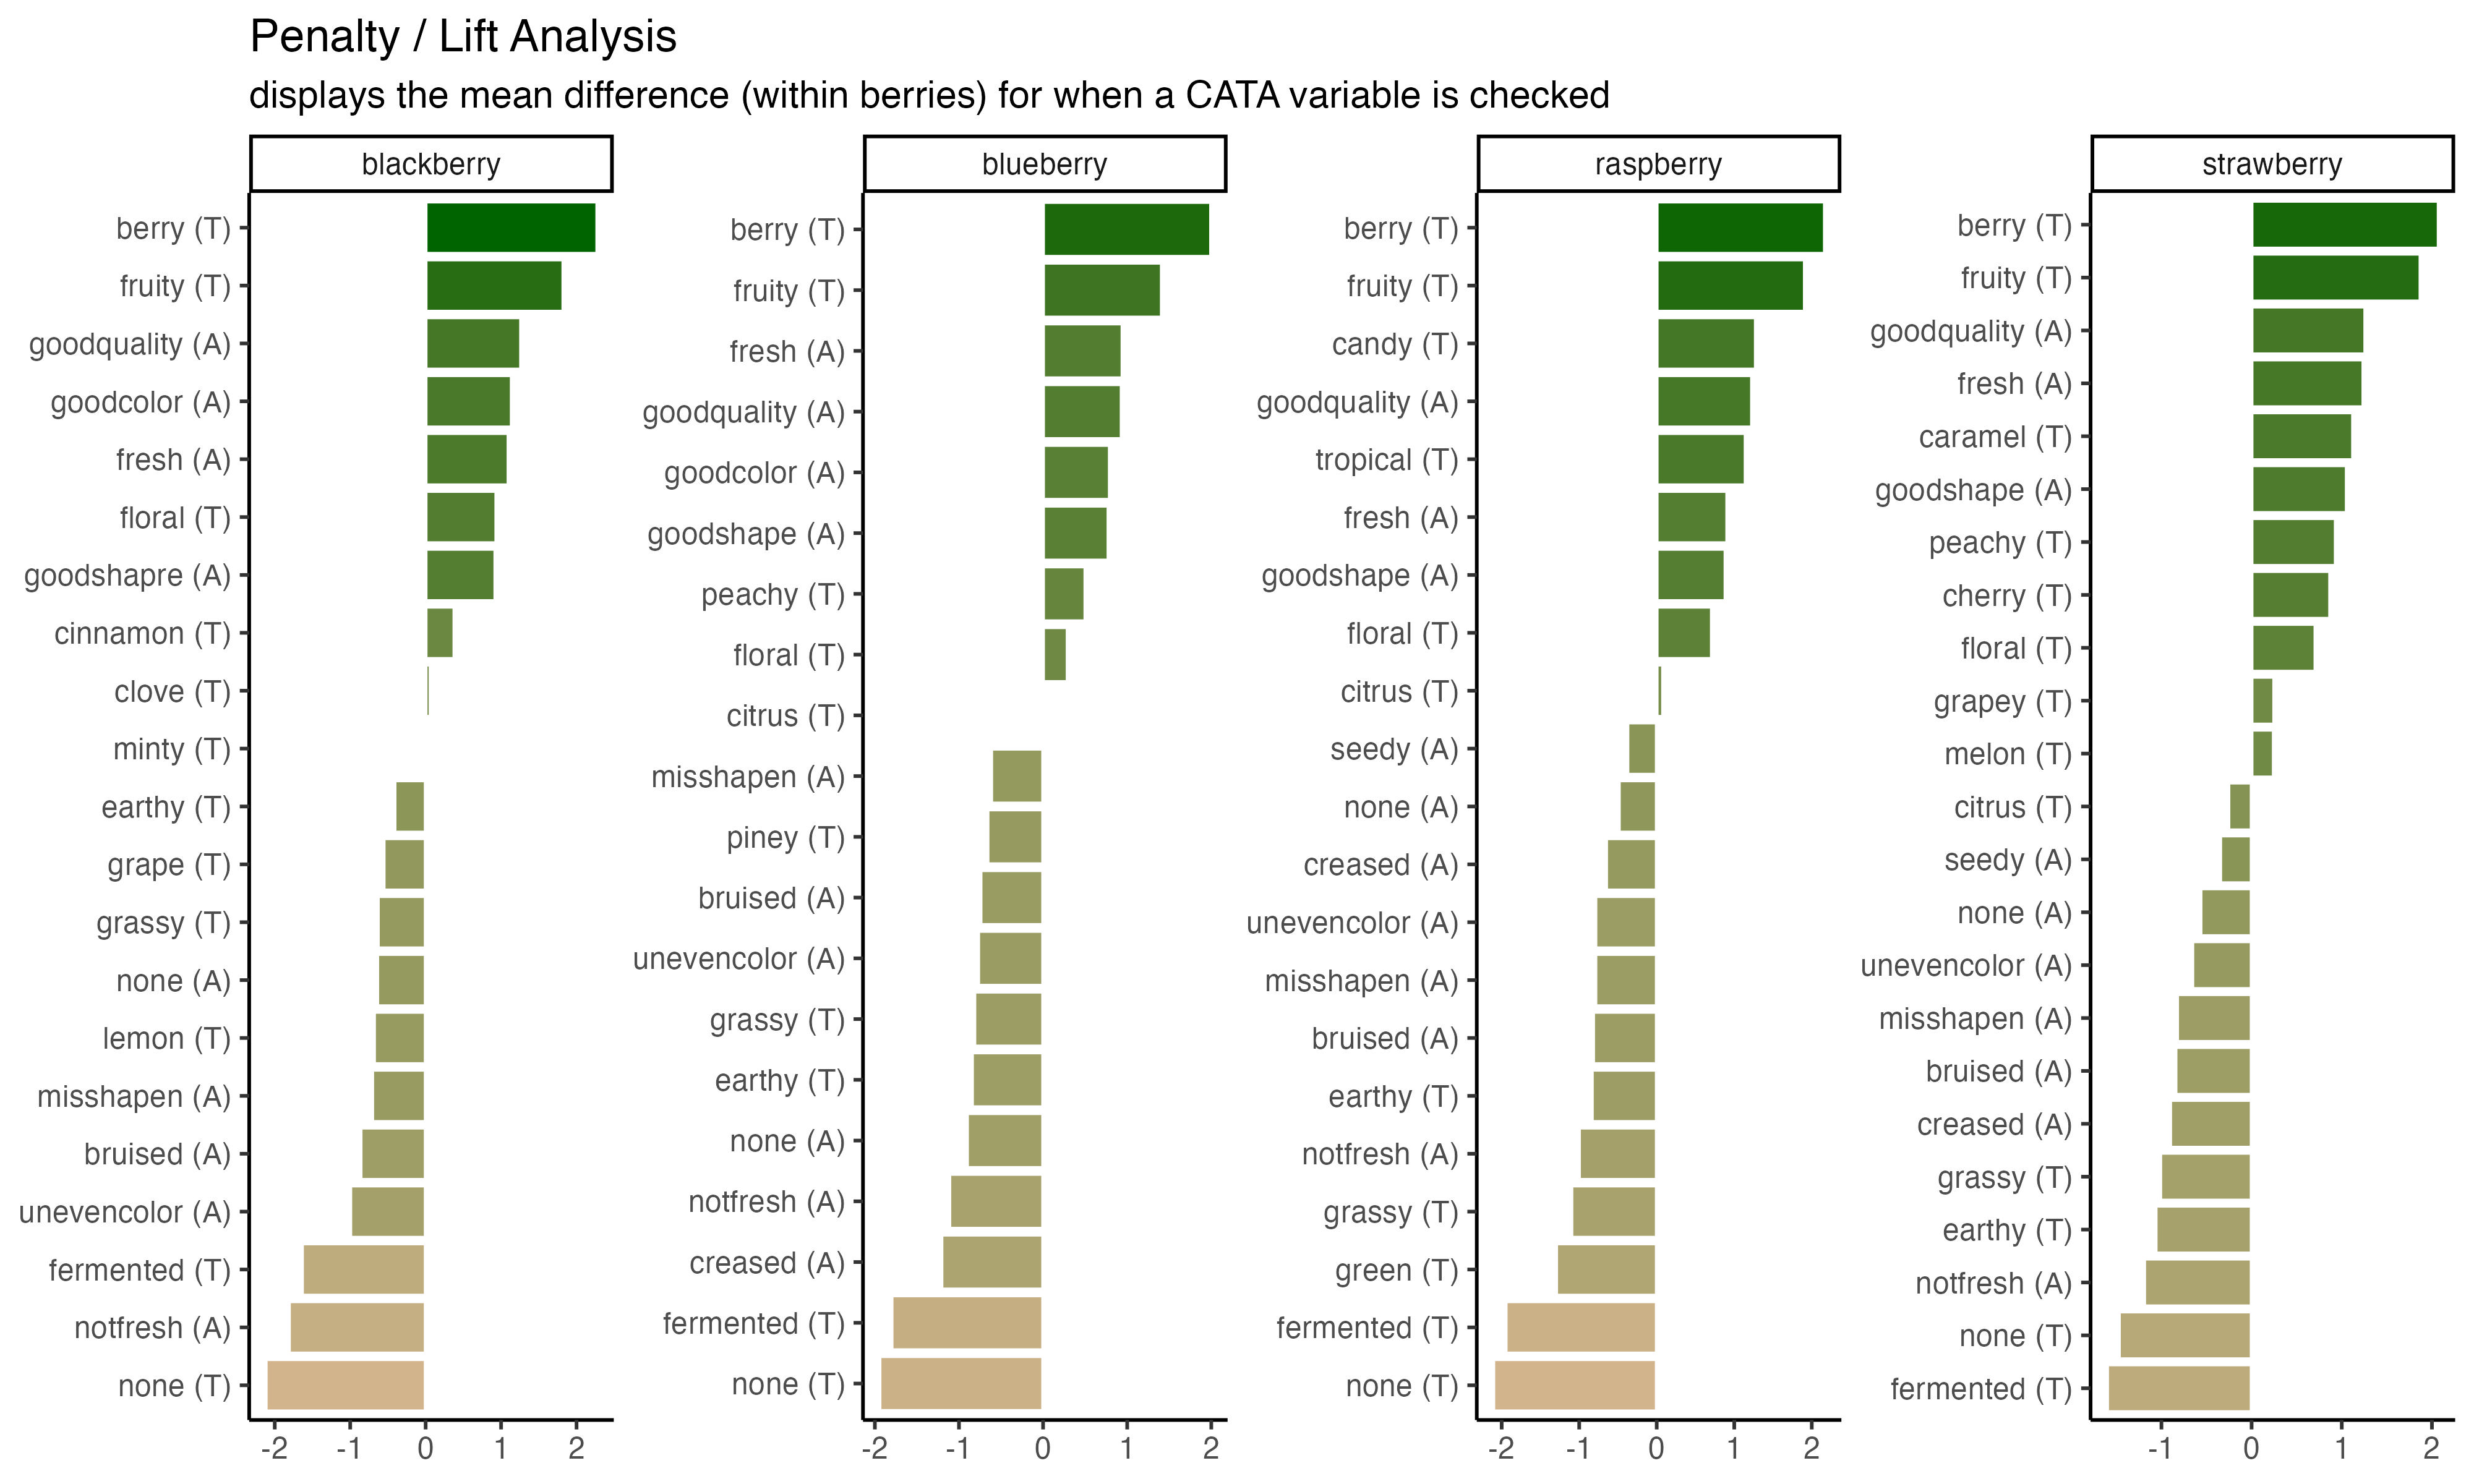 Penalty / Lift Analysis
displays the mean difference (within berries) for when a CATA variable is checked
blackberry
berry (T)
fruity (T)
goodquality (A)
goodcolor (A)
fresh (A)
floral (T)
goodshapre (A)
cinnamon (T)
clove (T)
minty (T)
earthy (T)
grape (T)
grassy (T)
none (A)
lemon (T)
misshapen (A)
bruised (A)
unevencolor (A)
fermented (T)
notfresh (A)
none (T)
-2 -1 0 1 2
blueberry
berry (T)
fruity (T)
fresh (A)
goodquality (A)
goodcolor (A)
goodshape (A)
peachy (T)
floral (T)
citrus (T)
misshapen (A)
piney (T)
bruised (A)
unevencolor (A)
grassy (T)
earthy (T)
none (A)
notfresh (A)
creased (A)
fermented (T)
none (T)
-2 -1 0 1 2
raspberry
berry (T)
fruity (T)
candy (T)
goodquality (A)
tropical (T)
fresh (A)
goodshape (A)
floral (T)
citrus (T)
seedy (A)
none (A)
creased (A)
unevencolor (A)
misshapen (A)
bruised (A)
earthy (T)
notfresh (A)
grassy (T)
green (T)
fermented (T)
none (T)
-2 -1 0 1 2
strawberry
berry (T)
fruity (T)
goodquality (A)
fresh (A)
caramel (T)
goodshape (A)
peachy (T)
cherry (T)
floral (T)
grapey (T)
melon (T)
citrus (T)
seedy (A)
none (A)
unevencolor (A)
misshapen (A)
bruised (A)
creased (A)
grassy (T)
earthy (T)
notfresh (A)
none (T)
fermented (T)
-1 0 1 2